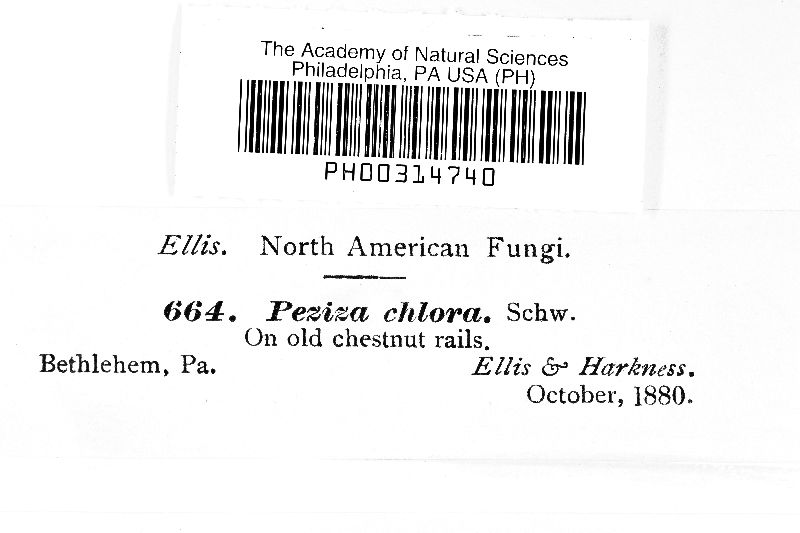 The Academy of Natural Sciences
Philadelphia, PA USA (PH)
PH00314740
Ellis. North American Fungi.
664. Peziza chlora. Schw.
On old chestnut rails.
Bethlehem, Pa. Ellis & Harkness.
October, 1880.